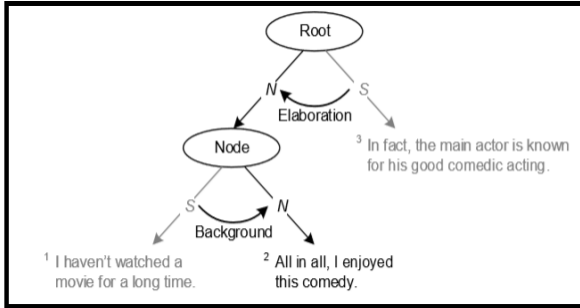 Root
N
S
Elaboration
Node
3 In fact, the main actor is known
for his good comedic acting.
S
N
Background
1 I haven't watched a
movie for a long time.
2 All in all, I enjoyed
this comedy.